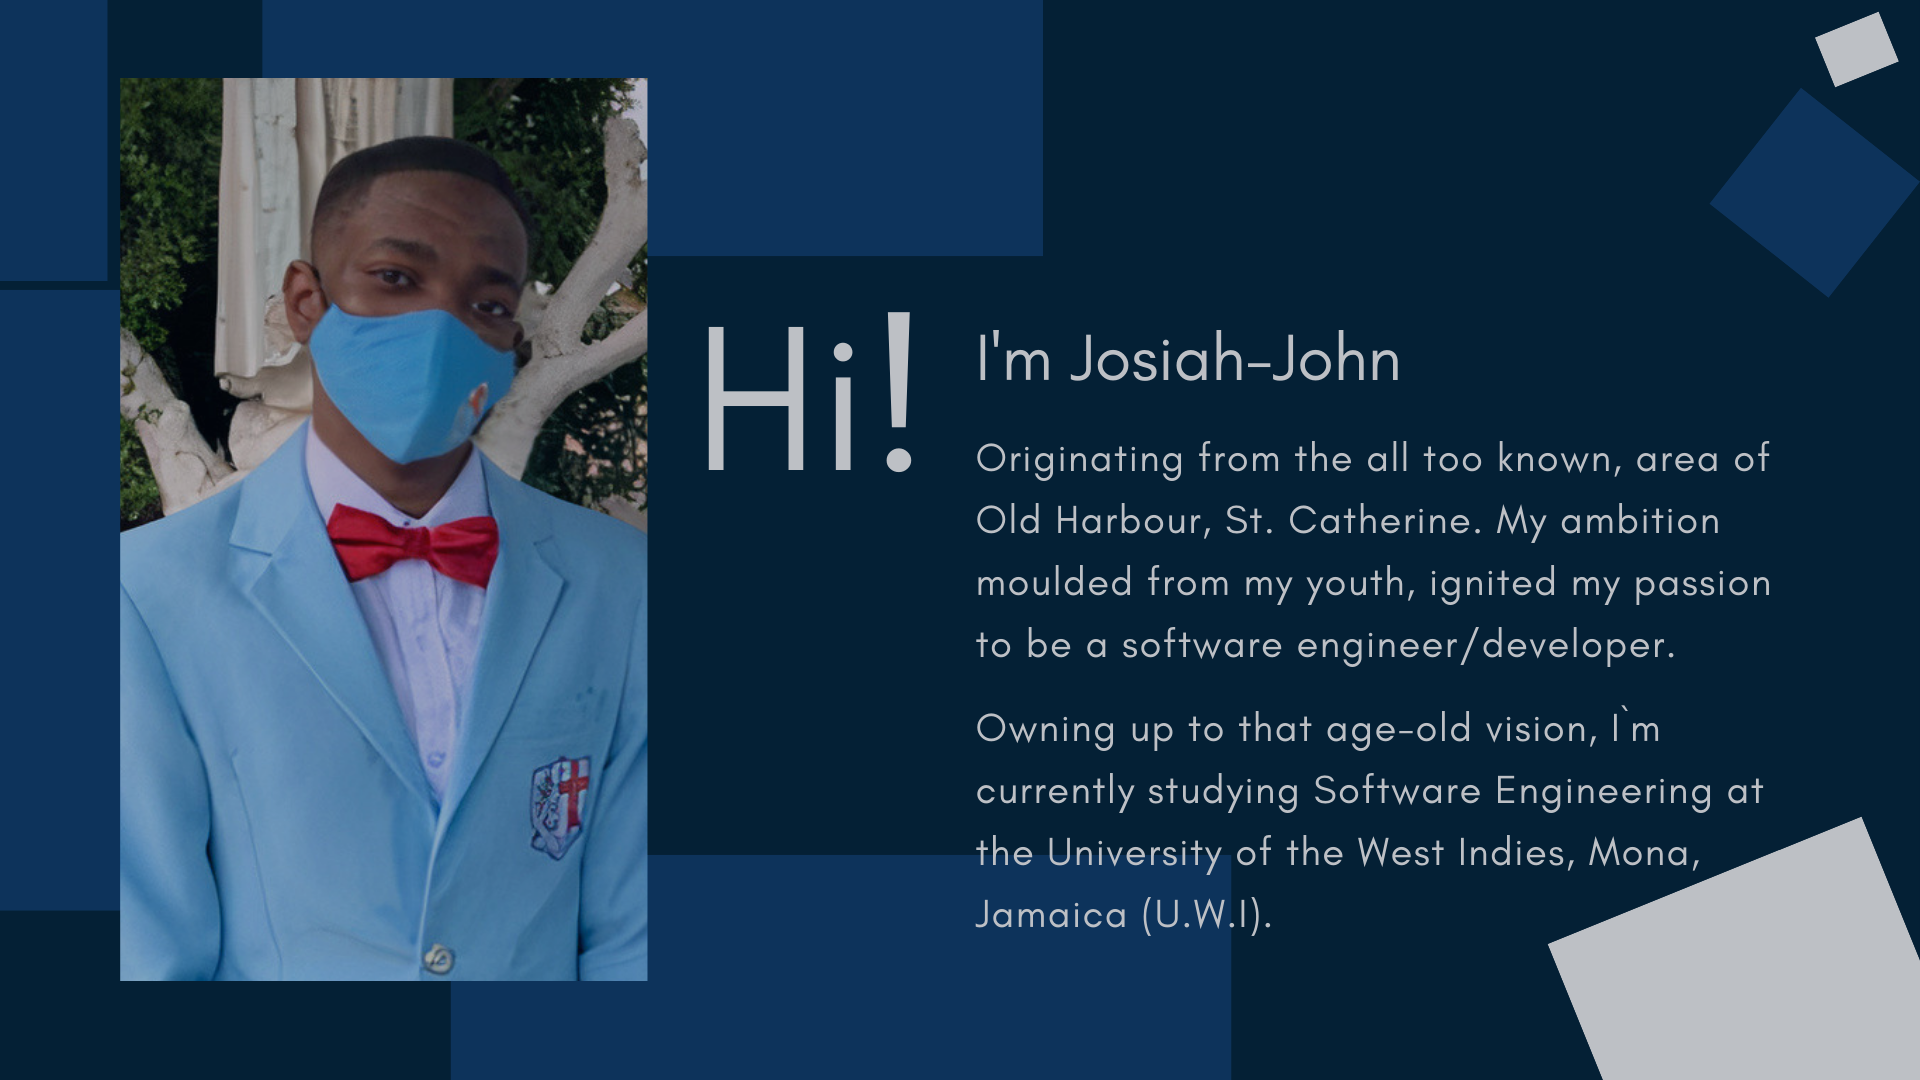 Hi!
I'm Josiah-John
Originating from the all too known, area of
Old Harbour, St. Catherine. My ambition
moulded from my youth, ignited my passion
to be a software engineer/developer.
Owning up to that age-old vision, I`m
currently studying Software Engineering at
the University of the West Indies, Mona,
Jamaica (U.W.I).